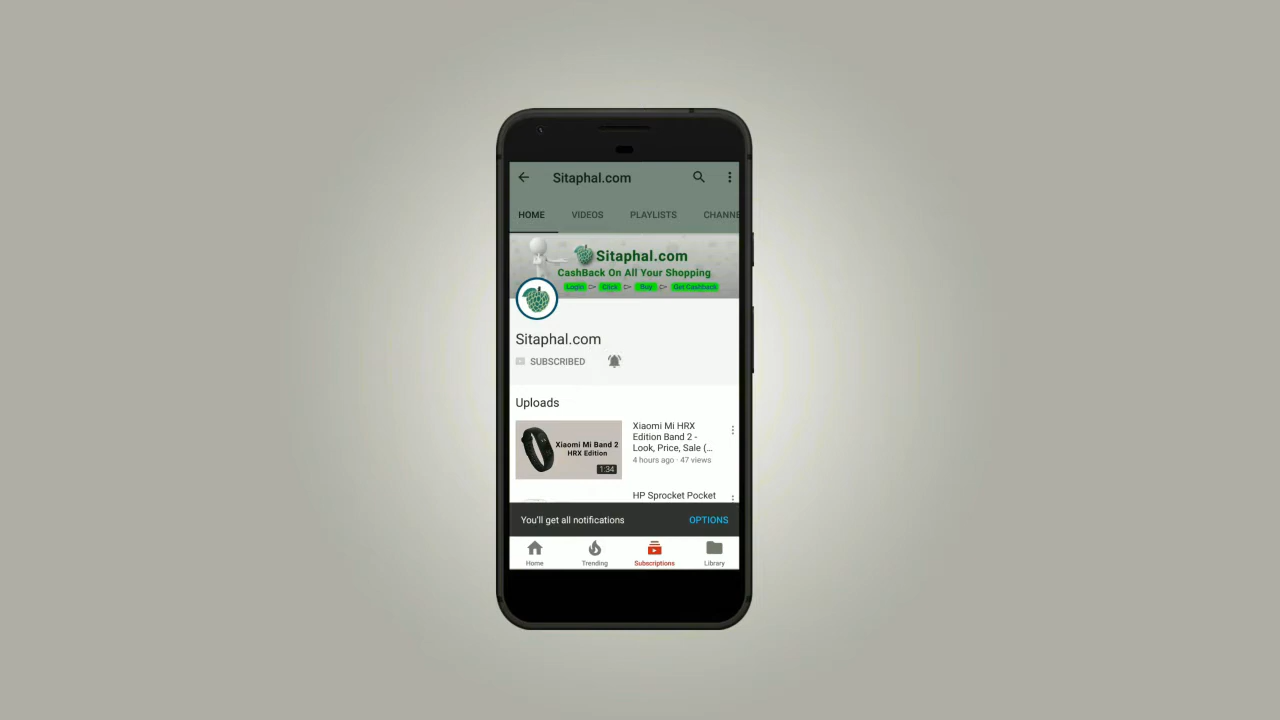 Sitaphal.com
HOME VIDEOS PLAYLISTS CHANNE
Sitaphal.com
CashBack On All Your Shopping
Login Click Buy Get Cashback
Sitaphal.com
SUBSCRIBED
Uploads
Xiaomi Mi Band 2
HRX Edition
1:34
Xiaomi Mi HRX
Edition Band 2 -
Look, Price, Sale (...
4 hours ago · 47 views
HP Sprocket Pocket
You'll get all notifications OPTIONS
Home Trending Subscriptions Library